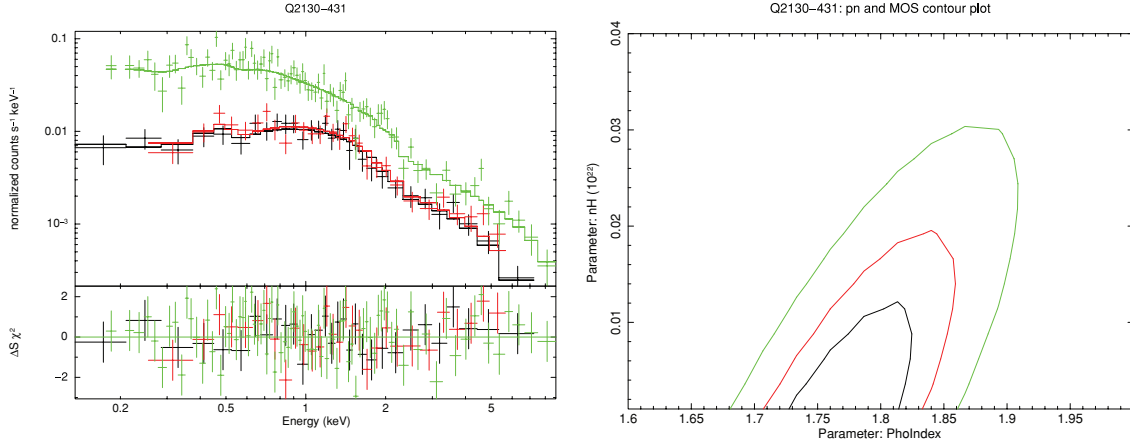 Q2130−431
normalized counts s⁻¹ keV⁻¹
0.1
0.01
10⁻³
ΔS χ²
2
0
−2
0.2 0.5 1 2 5
Energy (keV)
Q2130−431: pn and MOS contour plot
Parameter: nH (10²²)
0.04
0.03
0.02
0.01
1.6 1.65 1.7 1.75 1.8 1.85 1.9 1.95
Parameter: PhoIndex